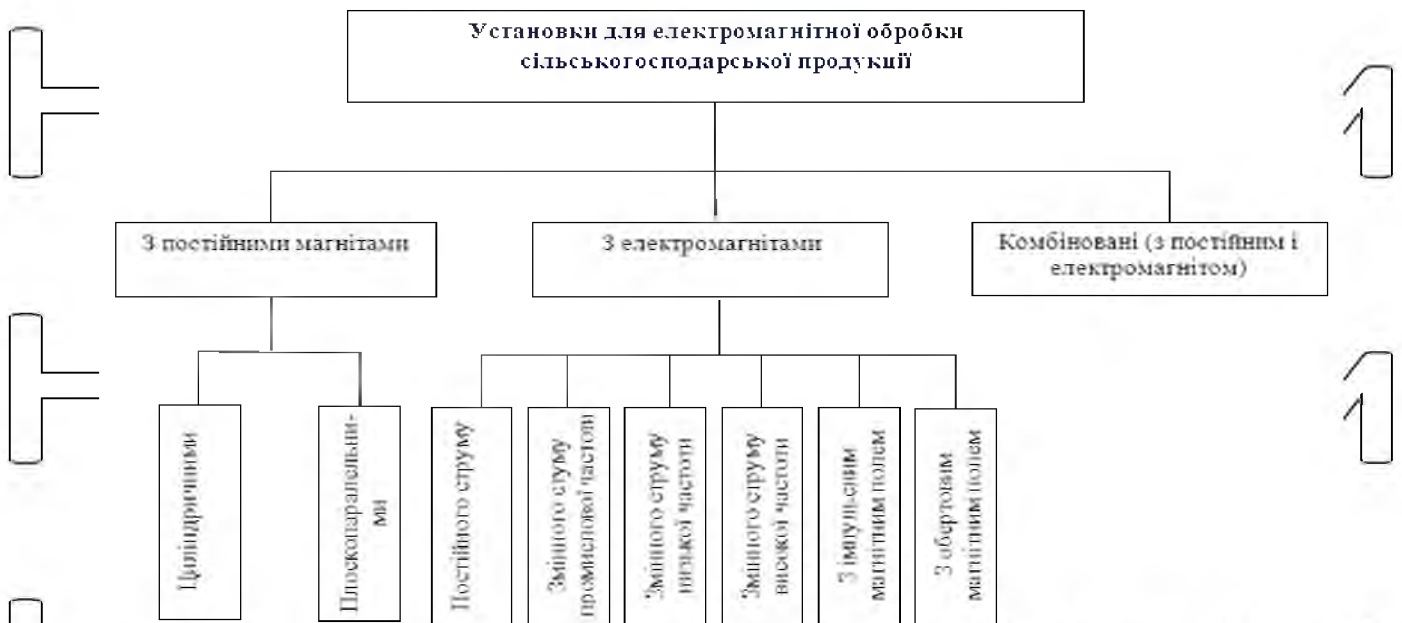 Установки для електромагнітної обробки
сільськогосподарської продукції
З постійними магнітами
З електромагнітами
Комбіновані (з постійним і
електромагнітом)
Циліндричними
Плоскопаралельни-
ми
Постійного струму
Змінного стуму
промислової частоти
Змінного струму
низької частоти
Змінного струму
високої частоти
З імпульсним
магнітним полем
З обертовим
магнітним полем